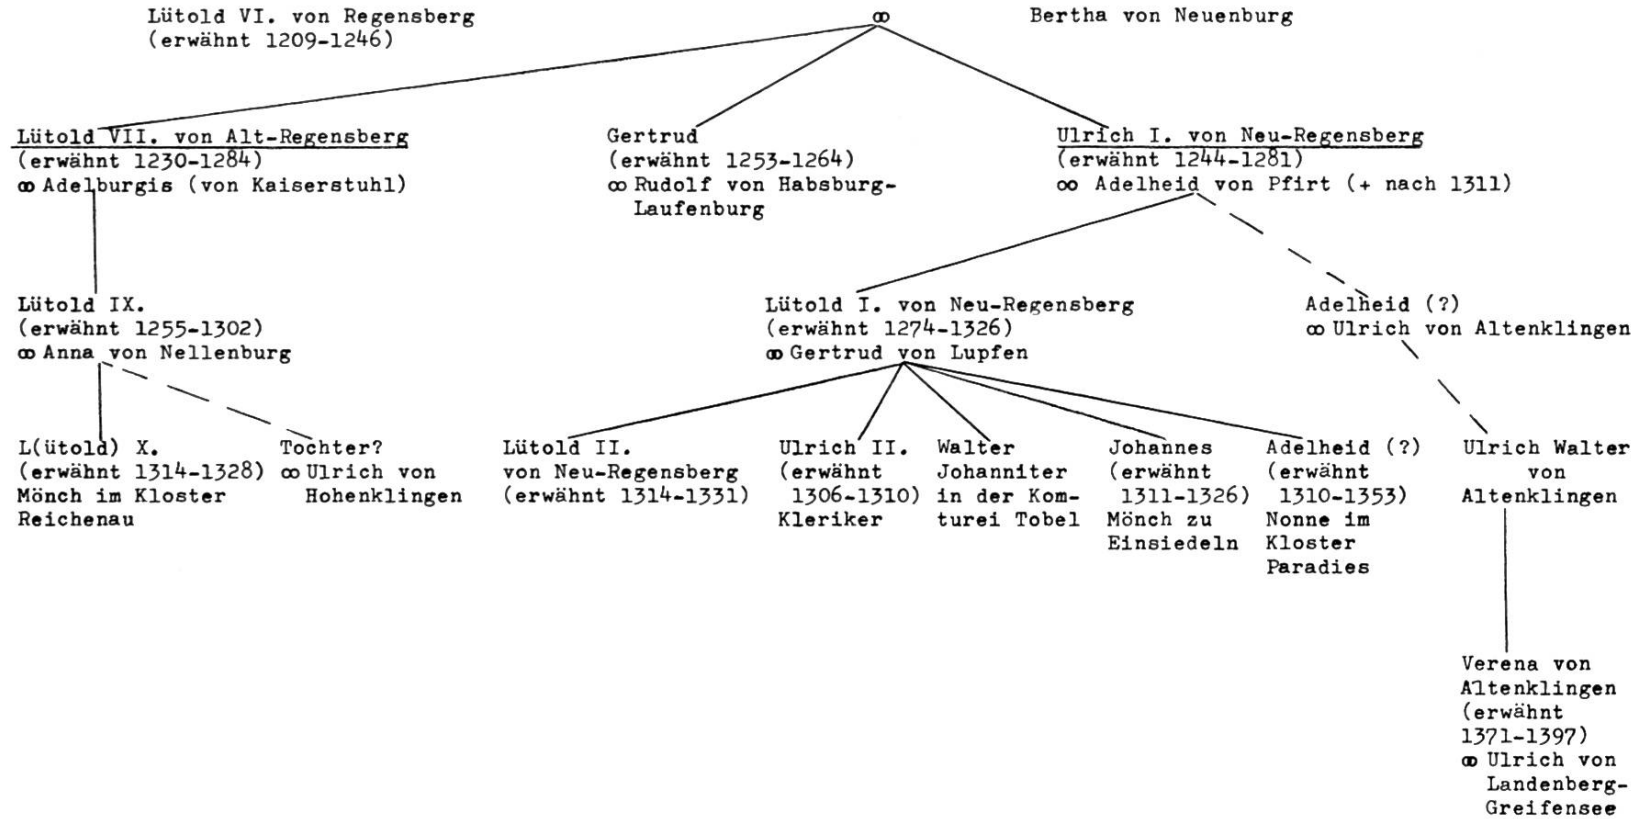 Lütold VI. von Regensberg
(erwähnt 1209-1246)
⚭
Bertha von Neuenburg
Lütold VII. von Alt-Regensberg
(erwähnt 1230-1284)
⚭ Adelburgis (von Kaiserstuhl)
Gertrud
(erwähnt 1253-1264)
⚭ Rudolf von Habsburg-
Laufenburg
Ulrich I. von Neu-Regensberg
(erwähnt 1244-1281)
⚭ Adelheid von Pfirt (+ nach 1311)
Lütold IX.
(erwähnt 1255-1302)
⚭ Anna von Nellenburg
Lütold I. von Neu-Regensberg
(erwähnt 1274-1326)
⚭ Gertrud von Lupfen
Adelheid (?)
⚭ Ulrich von Altenklingen
L(ütold) X.
(erwähnt 1314-1328)
Mönch im Kloster
Reichenau
Tochter?
⚭ Ulrich von
Hohenklingen
Lütold II.
von Neu-Regensberg
(erwähnt 1314-1331)
Ulrich II.
(erwähnt
1306-1310)
Kleriker
Walter
Johanniter
in der Kom-
turei Tobel
Johannes
(erwähnt
1311-1326)
Mönch zu
Einsiedeln
Adelheid (?)
(erwähnt
1310-1353)
Nonne im
Kloster
Paradies
Ulrich Walter
von
Altenklingen
Verena von
Altenklingen
(erwähnt
1371-1397)
⚭ Ulrich von
Landenberg-
Greifensee